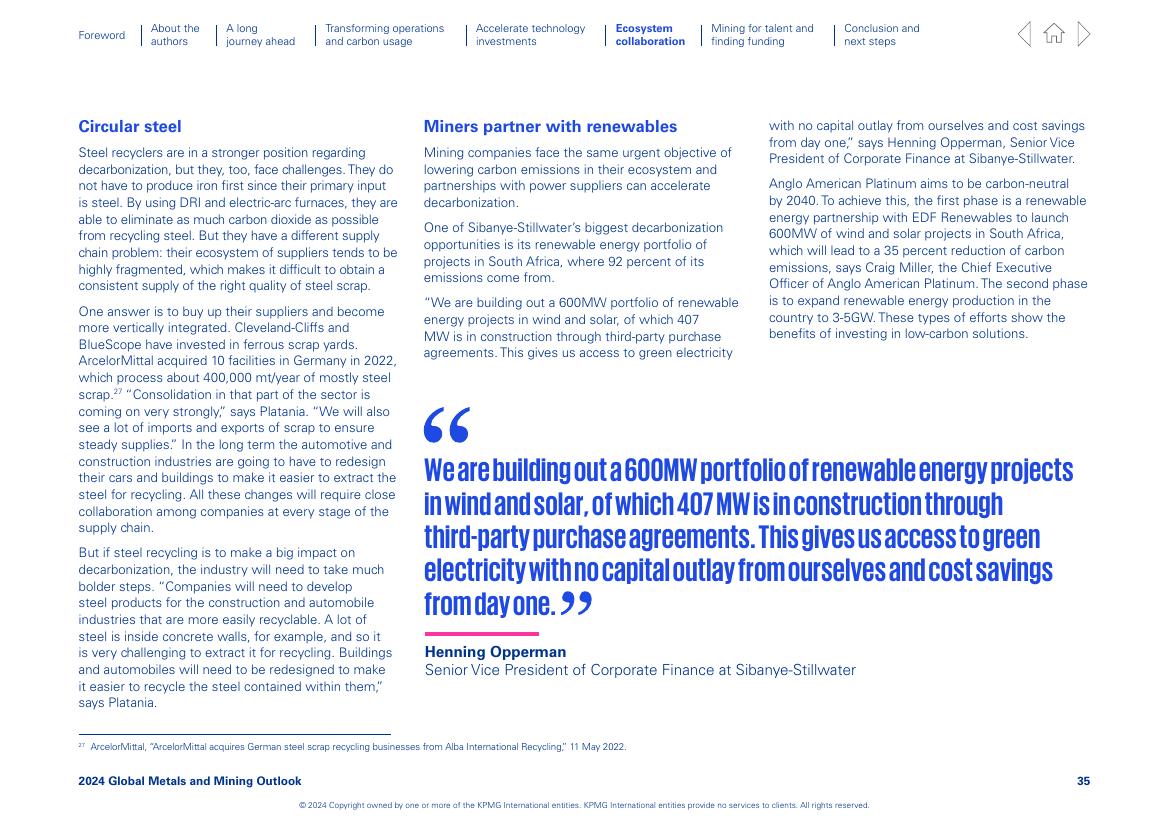 Foreword
About the
authors
A long
journey ahead
Transforming operations
and carbon usage
Accelerate technology
investments
Ecosystem
collaboration
Mining for talent and
finding funding
Conclusion and
next steps
Circular steel
Steel recyclers are in a stronger position regarding
decarbonization, but they, too, face challenges. They do
not have to produce iron first since their primary input
is steel. By using DRI and electric-arc furnaces, they are
able to eliminate as much carbon dioxide as possible
from recycling steel. But they have a different supply
chain problem: their ecosystem of suppliers tends to be
highly fragmented, which makes it difficult to obtain a
consistent supply of the right quality of steel scrap.
One answer is to buy up their suppliers and become
more vertically integrated. Cleveland-Cliffs and
BlueScope have invested in ferrous scrap yards.
ArcelorMittal acquired 10 facilities in Germany in 2022,
which process about 400,000 mt/year of mostly steel
scrap.27 “Consolidation in that part of the sector is
coming on very strongly,” says Platania. “We will also
see a lot of imports and exports of scrap to ensure
steady supplies.” In the long term the automotive and
construction industries are going to have to redesign
their cars and buildings to make it easier to extract the
steel for recycling. All these changes will require close
collaboration among companies at every stage of the
supply chain.
But if steel recycling is to make a big impact on
decarbonization, the industry will need to take much
bolder steps. “Companies will need to develop
steel products for the construction and automobile
industries that are more easily recyclable. A lot of
steel is inside concrete walls, for example, and so it
is very challenging to extract it for recycling. Buildings
and automobiles will need to be redesigned to make
it easier to recycle the steel contained within them,”
says Platania.
Miners partner with renewables
Mining companies face the same urgent objective of
lowering carbon emissions in their ecosystem and
partnerships with power suppliers can accelerate
decarbonization.
One of Sibanye-Stillwater’s biggest decarbonization
opportunities is its renewable energy portfolio of
projects in South Africa, where 92 percent of its
emissions come from.
“We are building out a 600MW portfolio of renewable
energy projects in wind and solar, of which 407
MW is in construction through third-party purchase
agreements. This gives us access to green electricity
with no capital outlay from ourselves and cost savings
from day one,” says Henning Opperman, Senior Vice
President of Corporate Finance at Sibanye-Stillwater.
Anglo American Platinum aims to be carbon-neutral
by 2040. To achieve this, the first phase is a renewable
energy partnership with EDF Renewables to launch
600MW of wind and solar projects in South Africa,
which will lead to a 35 percent reduction of carbon
emissions, says Craig Miller, the Chief Executive
Officer of Anglo American Platinum. The second phase
is to expand renewable energy production in the
country to 3-5GW. These types of efforts show the
benefits of investing in low-carbon solutions.
“
We are building out a 600MW portfolio of renewable energy projects
in wind and solar, of which 407 MW is in construction through
third-party purchase agreements. This gives us access to green
electricity with no capital outlay from ourselves and cost savings
from day one. ”
Henning Opperman
Senior Vice President of Corporate Finance at Sibanye-Stillwater
27 ArcelorMittal, “ArcelorMittal acquires German steel scrap recycling businesses from Alba International Recycling,” 11 May 2022.
2024 Global Metals and Mining Outlook
35
© 2024 Copyright owned by one or more of the KPMG International entities. KPMG International entities provide no services to clients. All rights reserved.